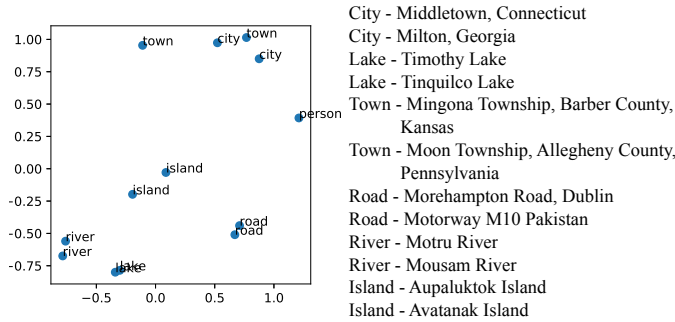 1.00
0.75
0.50
0.25
0.00
-0.25
-0.50
-0.75
-0.5
0.0
0.5
1.0
town
city
town
city
person
island
island
road
road
river
river
lake
lake
City - Middletown, Connecticut
City - Milton, Georgia
Lake - Timothy Lake
Lake - Tinquilco Lake
Town - Mingona Township, Barber County,
Kansas
Town - Moon Township, Allegheny County,
Pennsylvania
Road - Morehampton Road, Dublin
Road - Motorway M10 Pakistan
River - Motru River
River - Mousam River
Island - Aupaluktok Island
Island - Avatanak Island